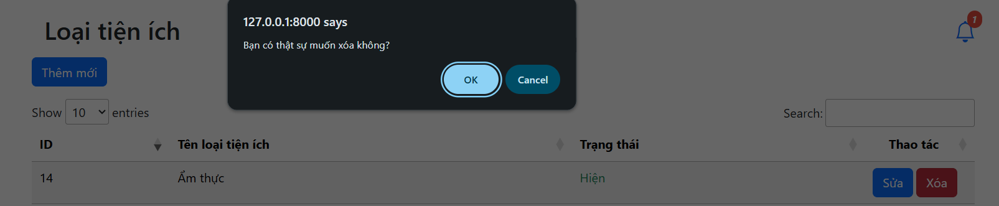 127.0.0.1:8000 says
Bạn có thật sự muốn xóa không?
OK Cancel
Loại tiện ích
1
Thêm mới
Show 10 entries
Search:
ID Tên loại tiện ích Trạng thái Thao tác
14 Ẩm thực Hiện Sửa Xóa